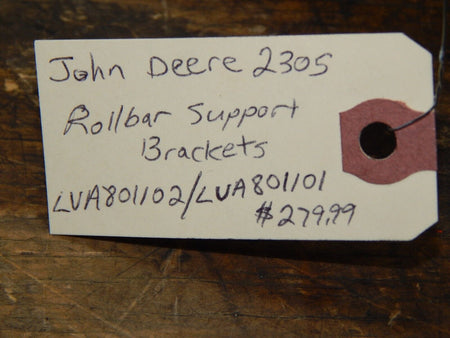 John Deere 2305
Rollbar Support
Brackets
LVA801102/LVA801101
$279.99